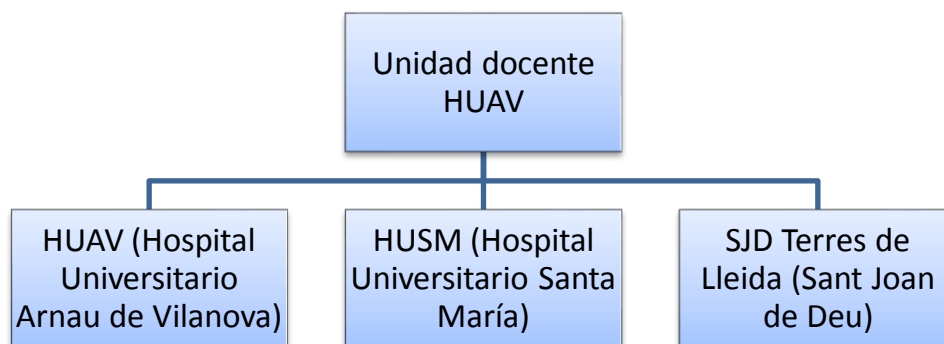 Unidad docente
HUAV
HUAV (Hospital
Universitario
Arnau de Vilanova)
HUSM (Hospital
Universitario Santa
María)
SJD Terres de
Lleida (Sant Joan
de Deu)